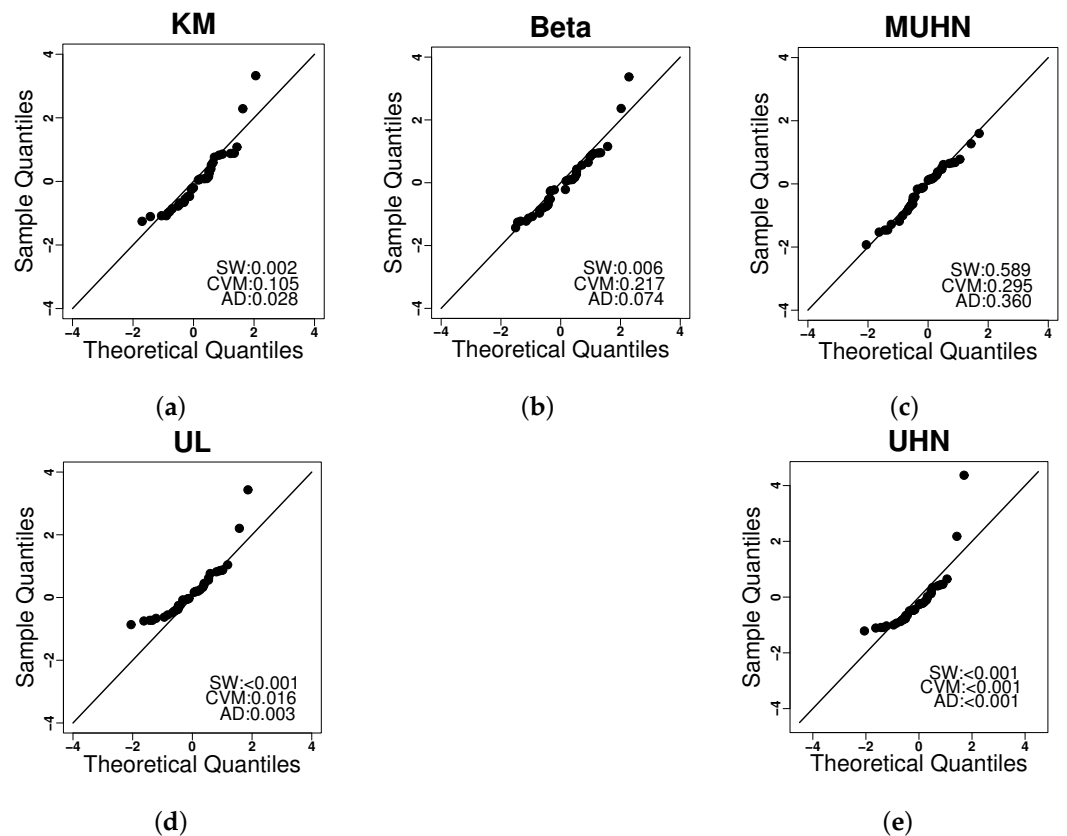 KM
Sample Quantiles
4
2
0
−2
−4
SW:0.002
CVM:0.105
AD:0.028
−4 −2 0 2 4
Theoretical Quantiles
(a)
Beta
Sample Quantiles
4
2
0
−2
−4
SW:0.006
CVM:0.217
AD:0.074
−4 −2 0 2 4
Theoretical Quantiles
(b)
MUHN
Sample Quantiles
4
2
0
−2
−4
SW:0.589
CVM:0.295
AD:0.360
−4 −2 0 2 4
Theoretical Quantiles
(c)
UL
Sample Quantiles
4
2
0
−2
−4
SW:<0.001
CVM:0.016
AD:0.003
−4 −2 0 2 4
Theoretical Quantiles
(d)
UHN
Sample Quantiles
4
2
0
−2
−4
SW:<0.001
CVM:<0.001
AD:<0.001
−4 −2 0 2 4
Theoretical Quantiles
(e)